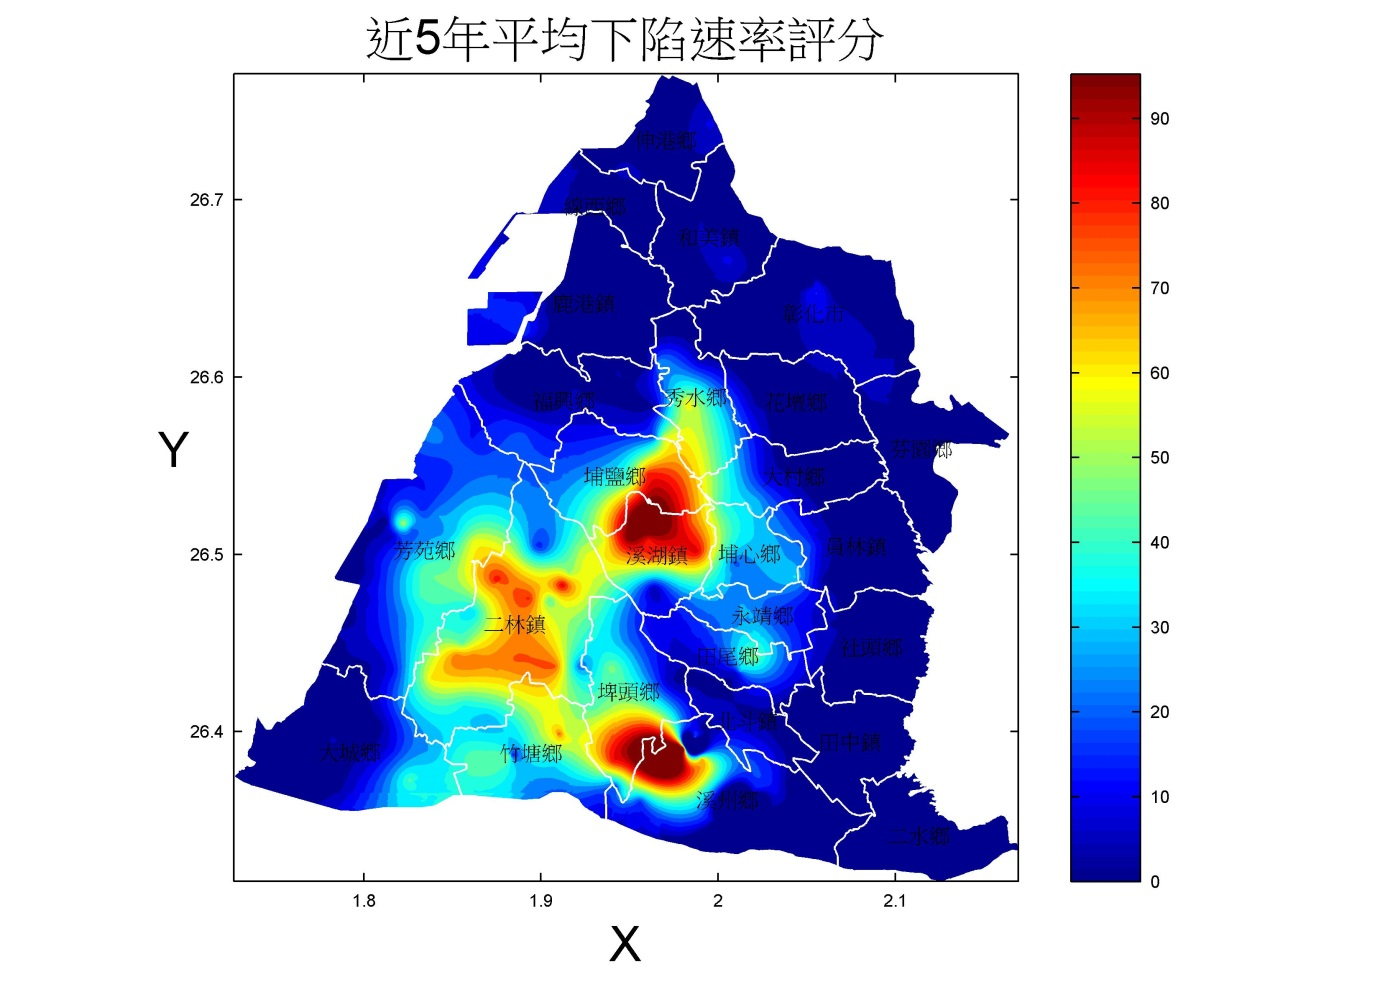 近5年平均下陷速率評分
伸港鄉
線西鄉
和美鎮
鹿港鎮
彰化市
福興鄉
秀水鄉
花壇鄉
芬園鄉
埔鹽鄉
大村鄉
芳苑鄉
溪湖鎮
埔心鄉
員林鎮
二林鎮
永靖鄉
田尾鄉
社頭鄉
埤頭鄉
北斗鎮
大城鄉
竹塘鄉
田中鎮
溪州鄉
二水鄉
26.7
26.6
26.5
26.4
Y
1.8
1.9
2
2.1
X
90
80
70
60
50
40
30
20
10
0